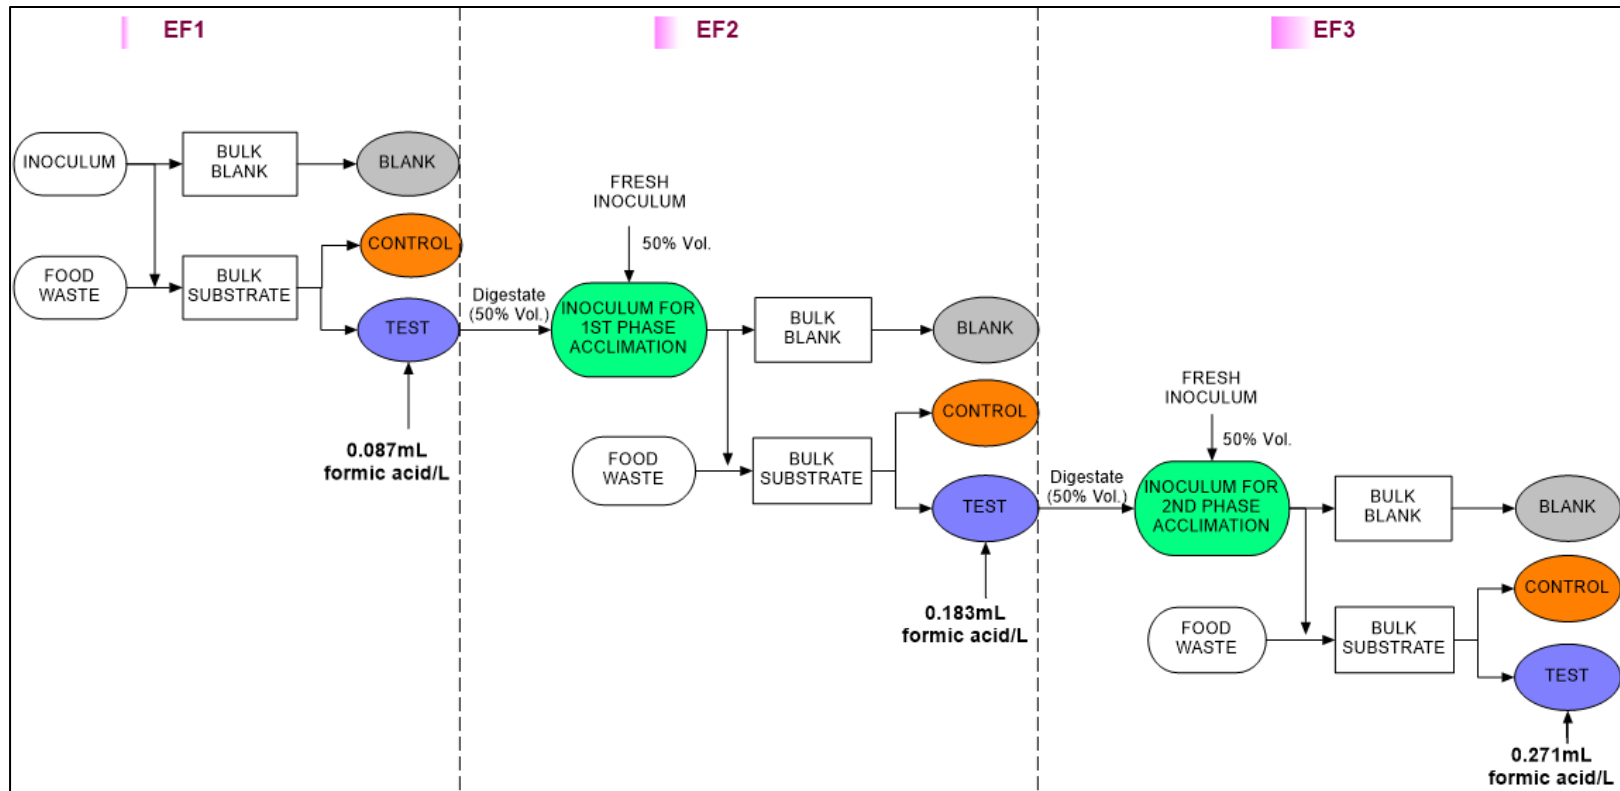 EF1
EF2
EF3
INOCULUM
BULK
BLANK
BLANK
CONTROL
FOOD
WASTE
BULK
SUBSTRATE
TEST
0.087mL
formic acid/L
Digestate
(50% Vol.)
FRESH
INOCULUM
50% Vol.
INOCULUM FOR
1ST PHASE
ACCLIMATION
BULK
BLANK
BLANK
CONTROL
FOOD
WASTE
BULK
SUBSTRATE
TEST
0.183mL
formic acid/L
Digestate
(50% Vol.)
FRESH
INOCULUM
50% Vol.
INOCULUM FOR
2ND PHASE
ACCLIMATION
BULK
BLANK
BLANK
CONTROL
FOOD
WASTE
BULK
SUBSTRATE
TEST
0.271mL
formic acid/L